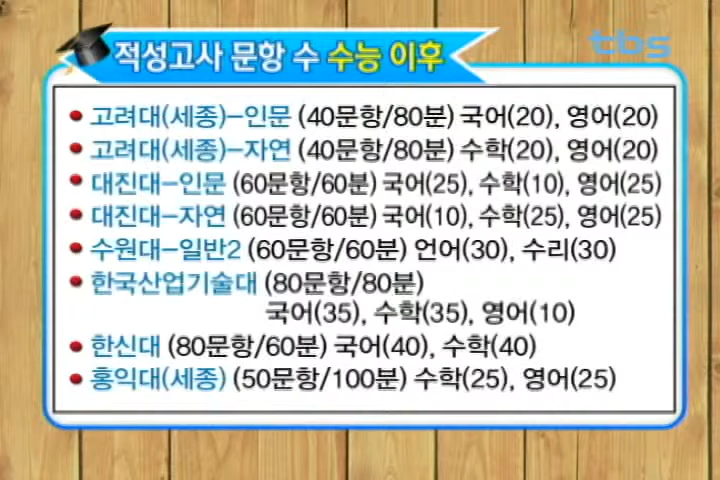 적성고사 문항 수 수능 이후
tbs
• 고려대(세종)-인문 (40문항/80분) 국어(20), 영어(20)
• 고려대(세종)-자연 (40문항/80분) 수학(20), 영어(20)
• 대진대-인문 (60문항/60분) 국어(25), 수학(10), 영어(25)
• 대진대-자연 (60문항/60분) 국어(10), 수학(25), 영어(25)
• 수원대-일반2 (60문항/60분) 언어(30), 수리(30)
• 한국산업기술대 (80문항/80분)
국어(35), 수학(35), 영어(10)
• 한신대 (80문항/60분) 국어(40), 수학(40)
• 홍익대(세종) (50문항/100분) 수학(25), 영어(25)